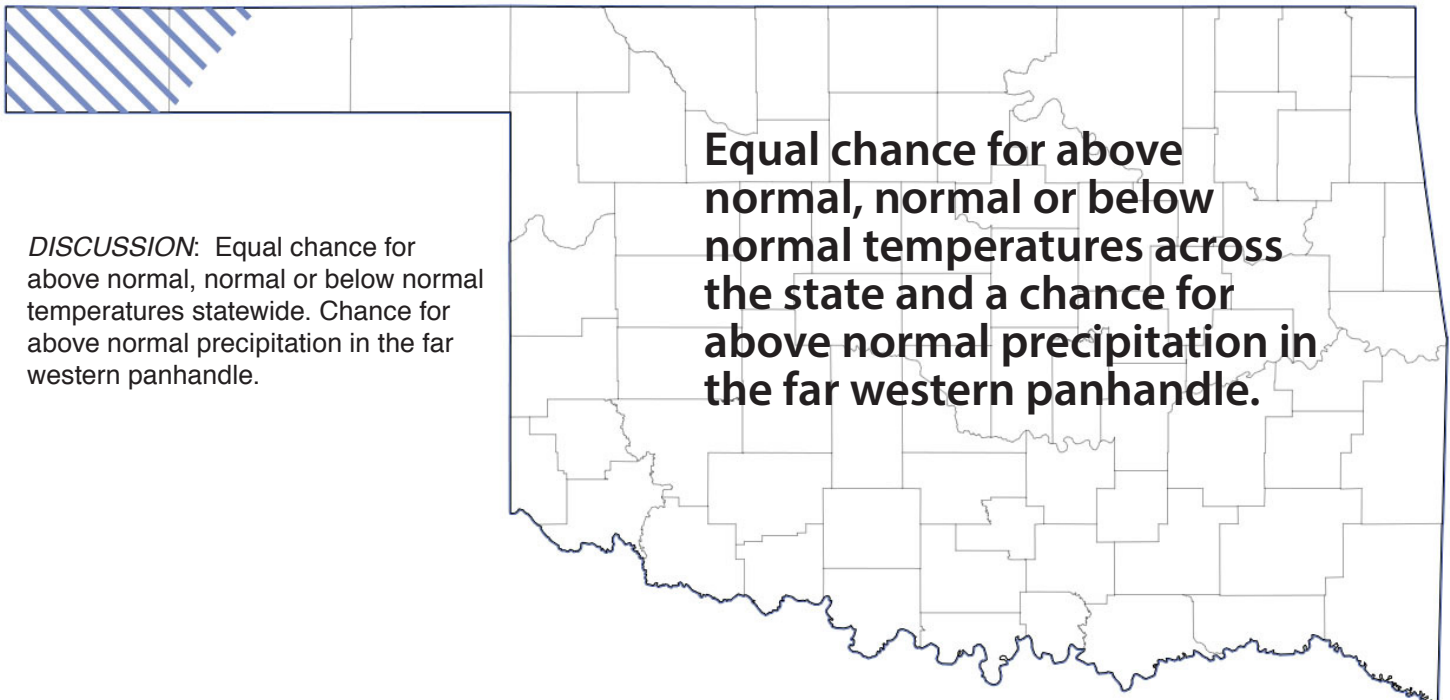 Equal chance for above
normal, normal or below
normal temperatures across
the state and a chance for
above normal precipitation in
the far western panhandle.
DISCUSSION: Equal chance for
above normal, normal or below normal
temperatures statewide. Chance for
above normal precipitation in the far
western panhandle.